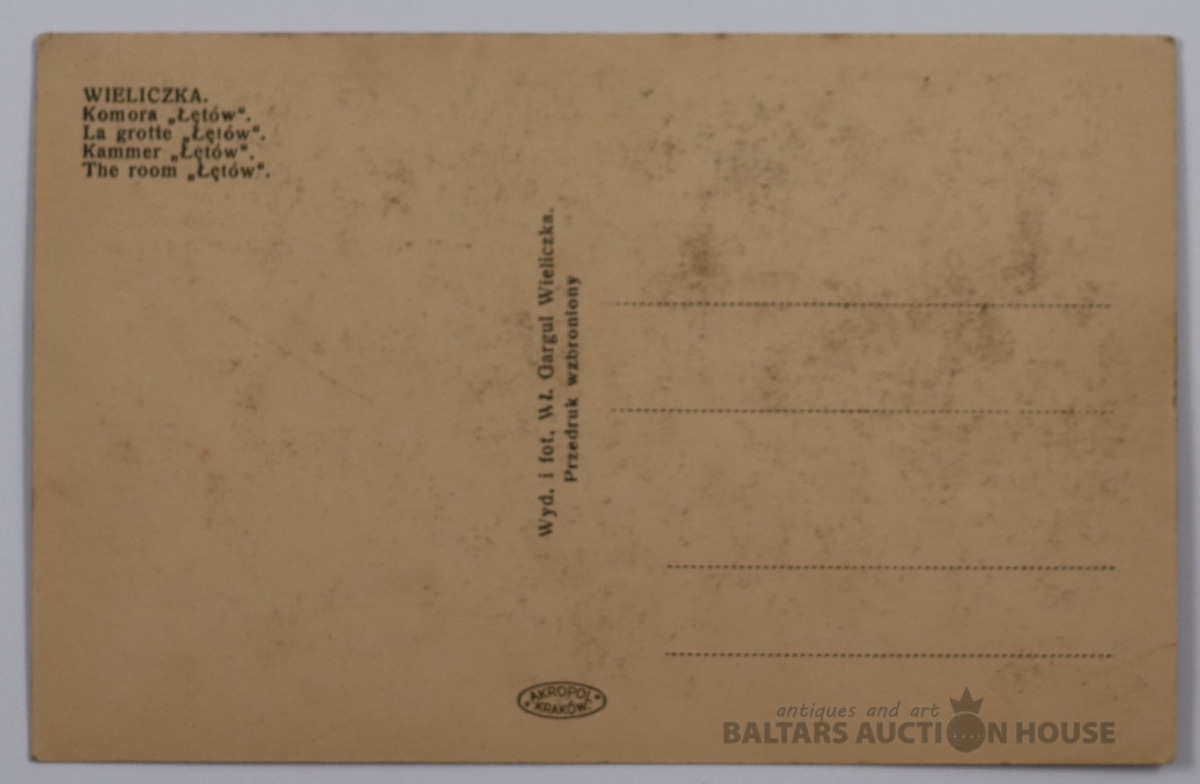 WIELICZKA.
Komora „Łętów“.
La grotte „Łętów“.
Kammer „Łętów“.
The room „Łętów“.
Wyd. i fot. Wł. Gargul Wieliczka.
Przedruk wzbroniony
AKROPOL
KRAKÓW.
antiques and art
BALTARS AUCTION HOUSE